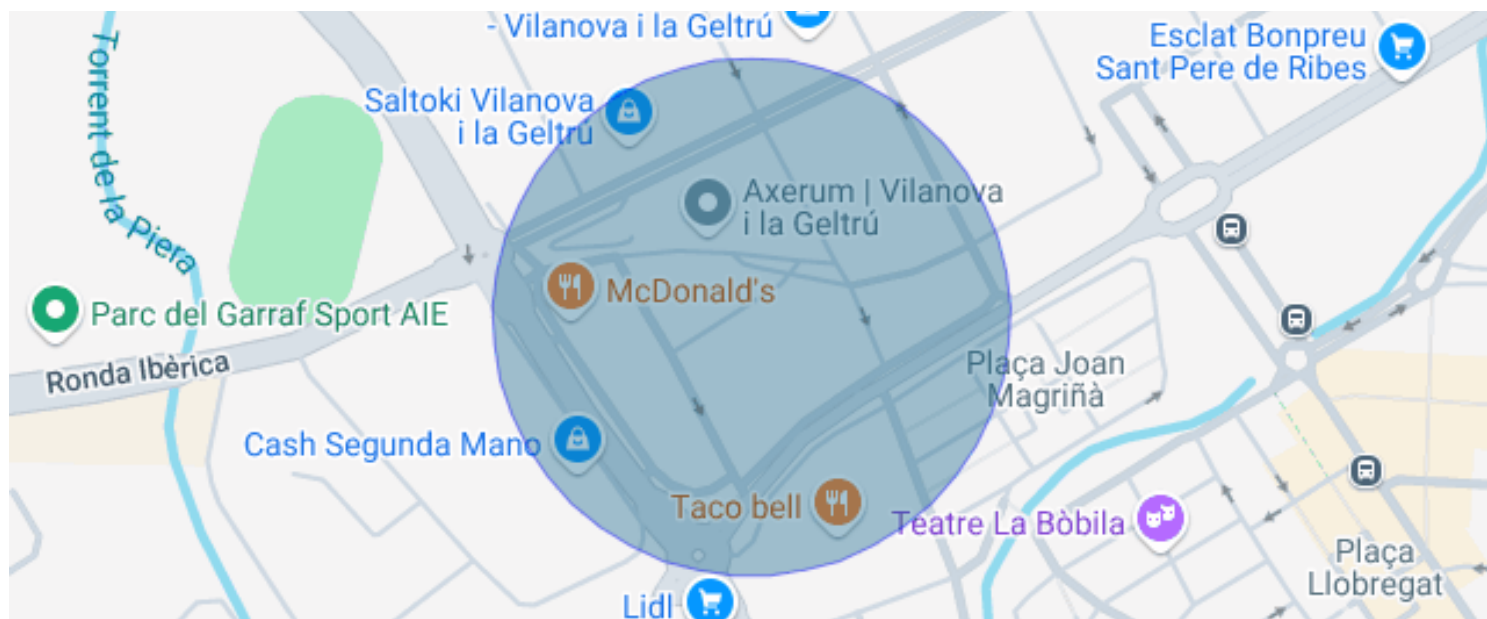 - Vilanova i la Geltrú
Esclat Bonpreu
Sant Pere de Ribes
Torrent de la Piera
Saltoki Vilanova
i la Geltrú
Axerum | Vilanova
i la Geltrú
McDonald's
Parc del Garraf Sport AIE
Ronda Ibèrica
Plaça Joan
Magriñà
Cash Segunda Mano
Taco bell
Teatre La Bòbila
Plaça
Llobregat
Lidl